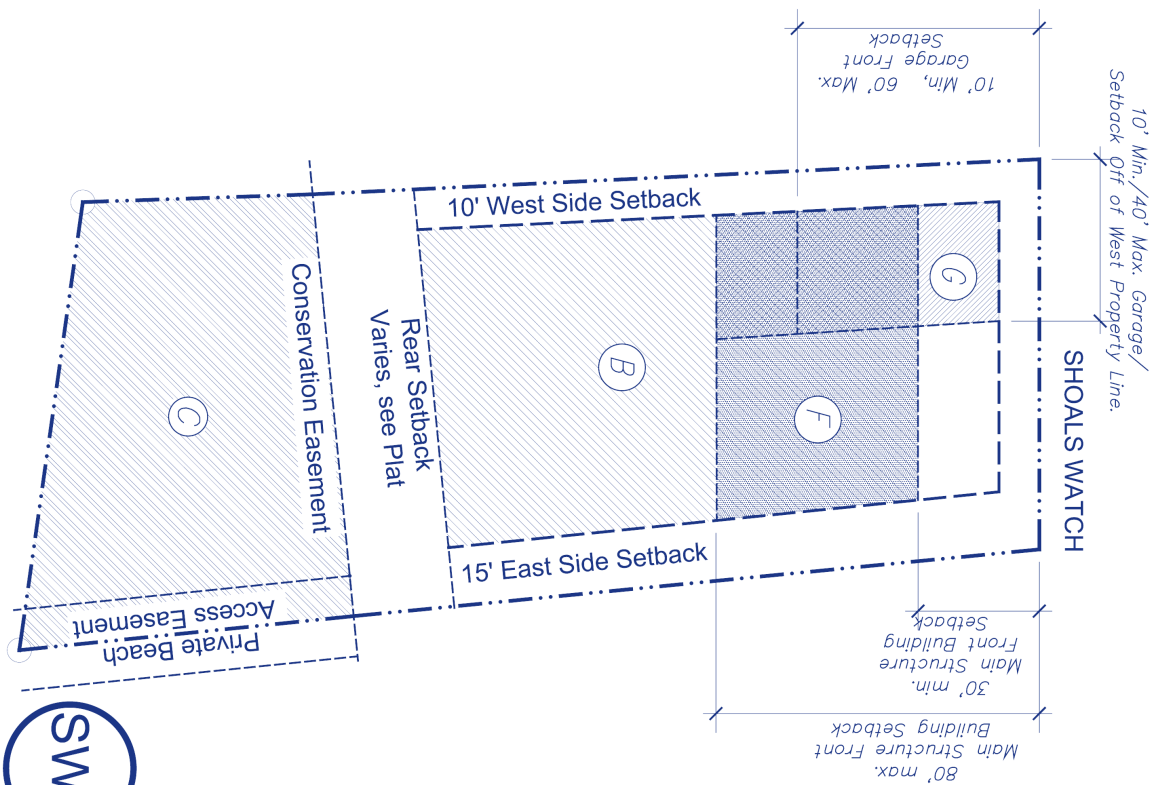 10' Min, 60' Max.
Garage Front
Setback
10' Min./40' Max. Garage/
Setback Off of West Property Line.
10' West Side Setback
G
SHOALS WATCH
Conservation Easement
Rear Setback
Varies, see Plat
B
F
C
15' East Side Setback
Access Easement
Private Beach
30' min.
Main Structure
Front Building
Setback
80' max.
Main Structure Front
Building Setback
SW